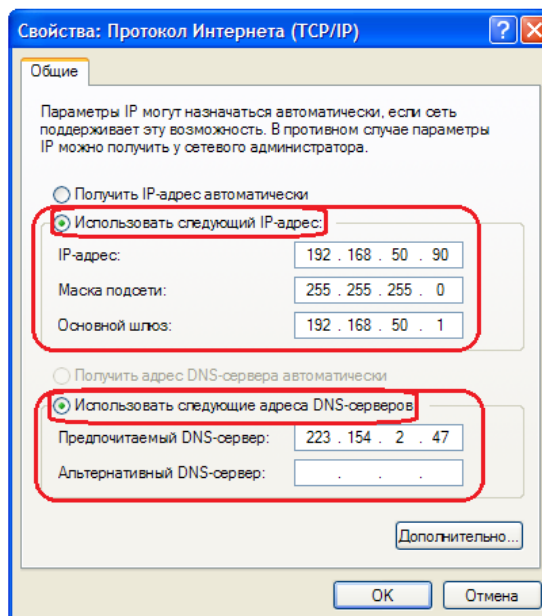 Свойства: Протокол Интернета (TCP/IP)
Общие
Параметры IP могут назначаться автоматически, если сеть
поддерживает эту возможность. В противном случае параметры
IP можно получить у сетевого администратора.
Получить IP-адрес автоматически
Использовать следующий IP-адрес:
IP-адрес: 192 . 168 . 50 . 90
Маска подсети: 255 . 255 . 255 . 0
Основной шлюз: 192 . 168 . 50 . 1
Получить адрес DNS-сервера автоматически
Использовать следующие адреса DNS-серверов
Предпочитаемый DNS-сервер: 223 . 154 . 2 . 47
Альтернативный DNS-сервер: . . .
Дополнительно...
OK Отмена